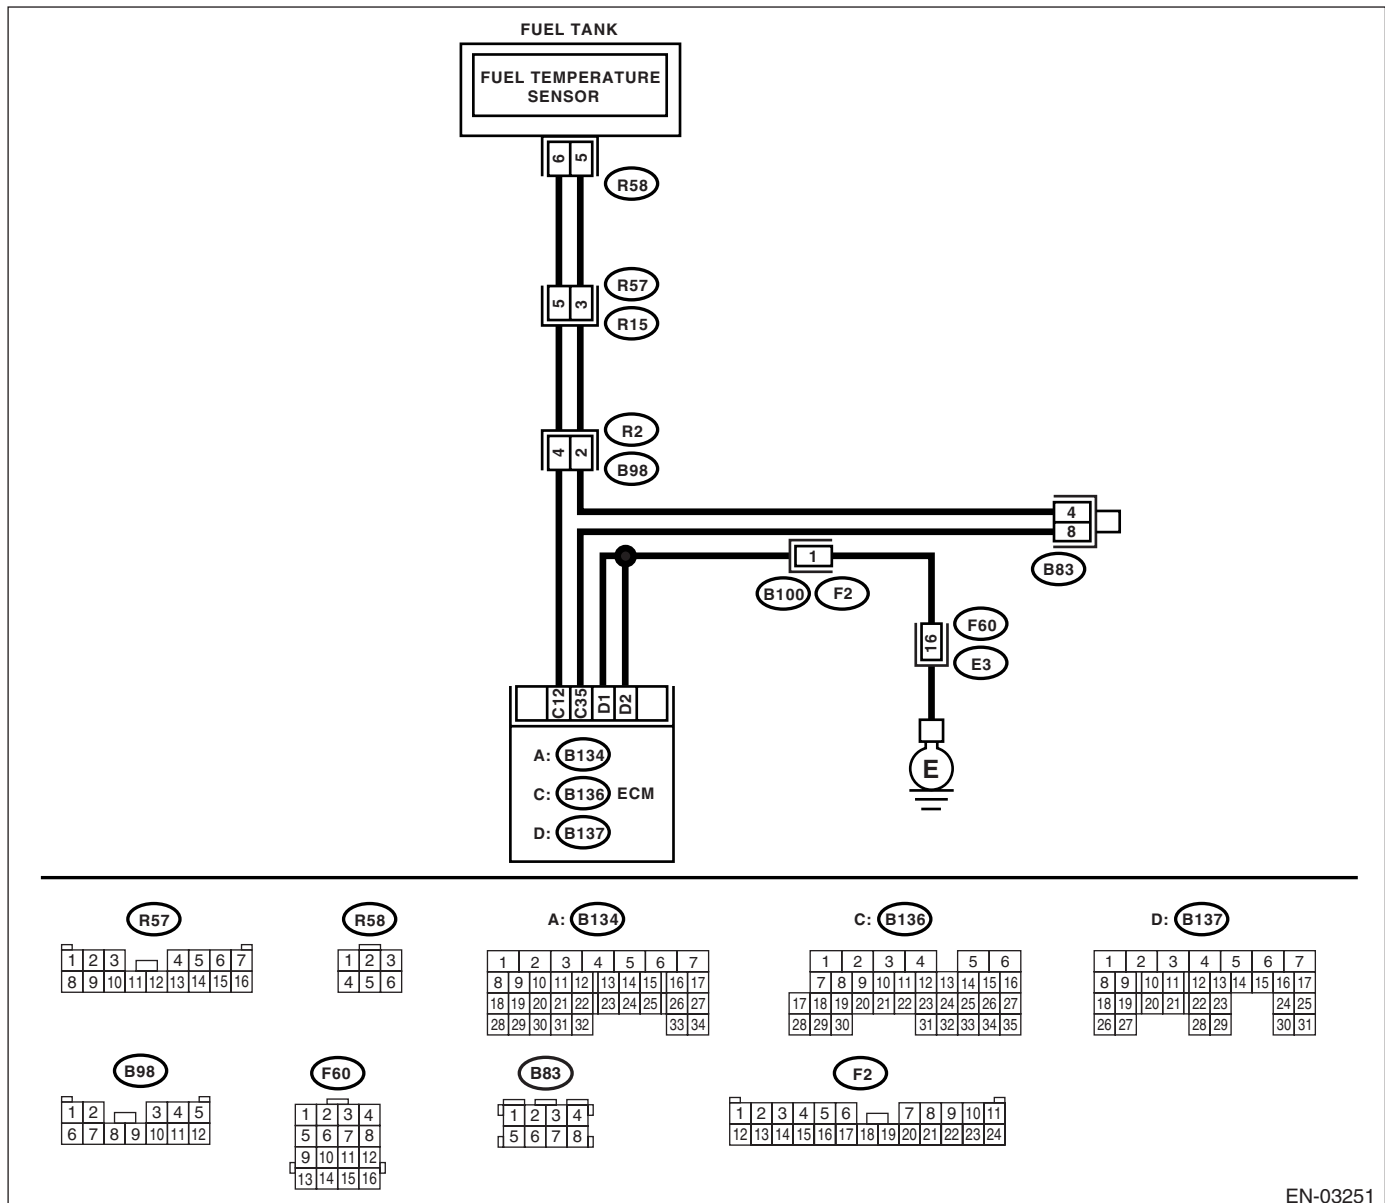 FUEL TANK
FUEL TEMPERATURE
SENSOR
6 5
R58
5 3
R57
R15
4 2
R2
B98
4
8
B83
1
B100 F2
16
F60
E3
C12 C35 D1 D2
A: B134
C: B136 ECM
D: B137
E
R57
1 2 3 4 5 6 7
8 9 10 11 12 13 14 15 16
R58
1 2 3
4 5 6
A: B134
1 2 3 4 5 6 7
8 9 10 11 12 13 14 15 16 17
18 19 20 21 22 23 24 25 26 27
28 29 30 31 32 33 34
C: B136
1 2 3 4 5 6
7 8 9 10 11 12 13 14 15 16
17 18 19 20 21 22 23 24 25 26 27
28 29 30 31 32 33 34 35
D: B137
1 2 3 4 5 6 7
8 9 10 11 12 13 14 15 16 17
18 19 20 21 22 23 24 25
26 27 28 29 30 31
B98
1 2 3 4 5
6 7 8 9 10 11 12
F60
1 2 3 4
5 6 7 8
9 10 11 12
13 14 15 16
B83
1 2 3 4
5 6 7 8
F2
1 2 3 4 5 6 7 8 9 10 11
12 13 14 15 16 17 18 19 20 21 22 23 24
EN-03251